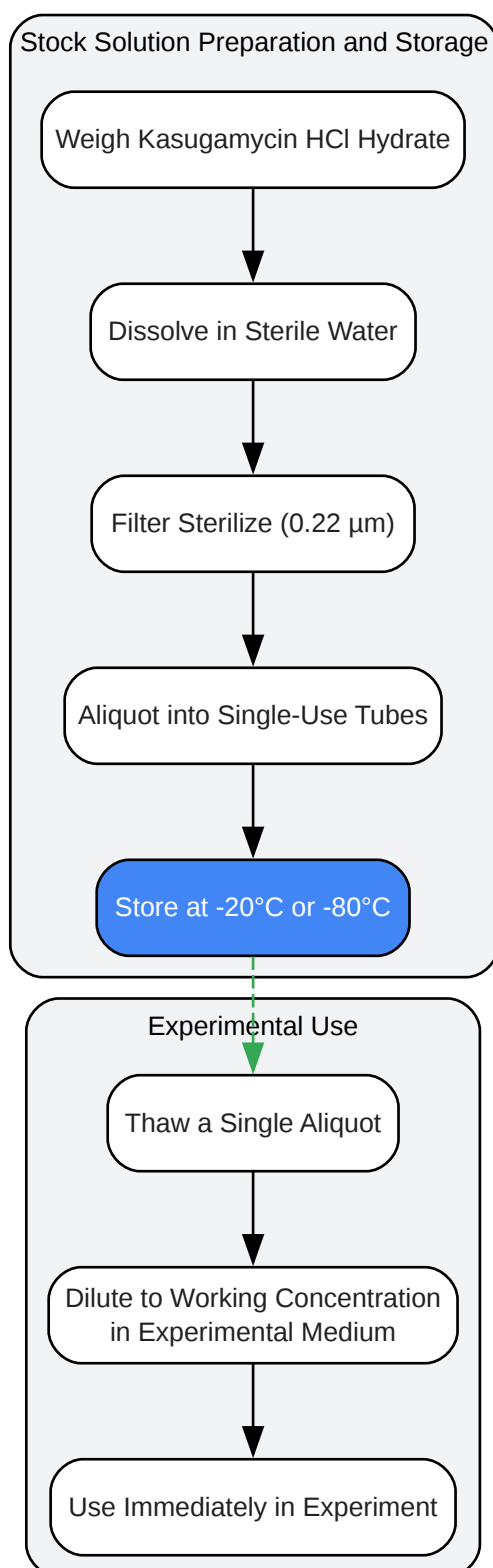 Stock Solution Preparation and Storage
Weigh Kasugamycin HCl Hydrate
Dissolve in Sterile Water
Filter Sterilize (0.22 µm)
Aliquot into Single-Use Tubes
Store at -20°C or -80°C
Experimental Use
Thaw a Single Aliquot
Dilute to Working Concentration
in Experimental Medium
Use Immediately in Experiment